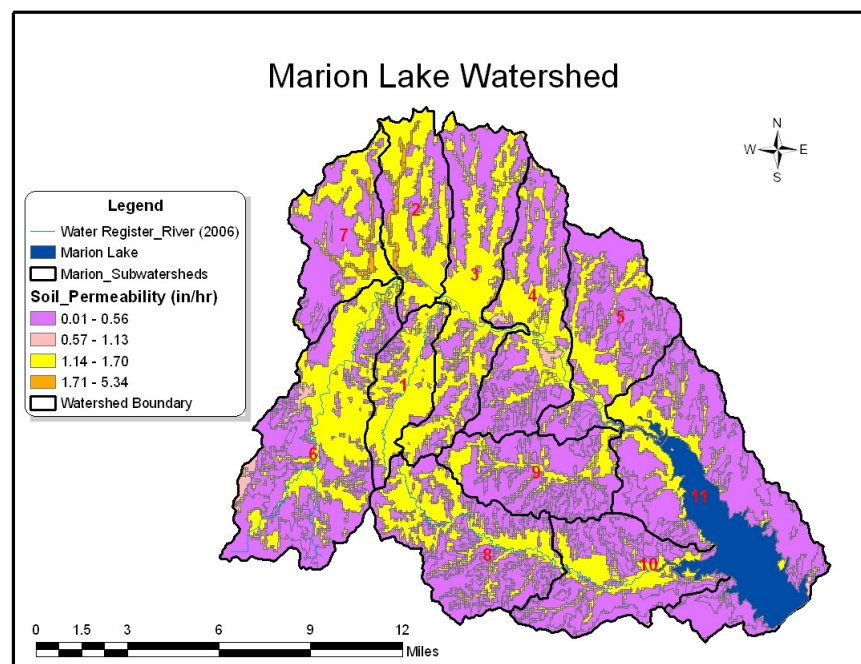 Marion Lake Watershed
N
W E
S
Legend
Water Register_River (2006)
Marion Lake
Marion_Subwatersheds
Soil_Permeability (in/hr)
0.01 - 0.56
0.57 - 1.13
1.14 - 1.70
1.71 - 5.34
Watershed Boundary
2
7
3
4
5
1
6
9
11
8
10
0 1.5 3 6 9 12
Miles